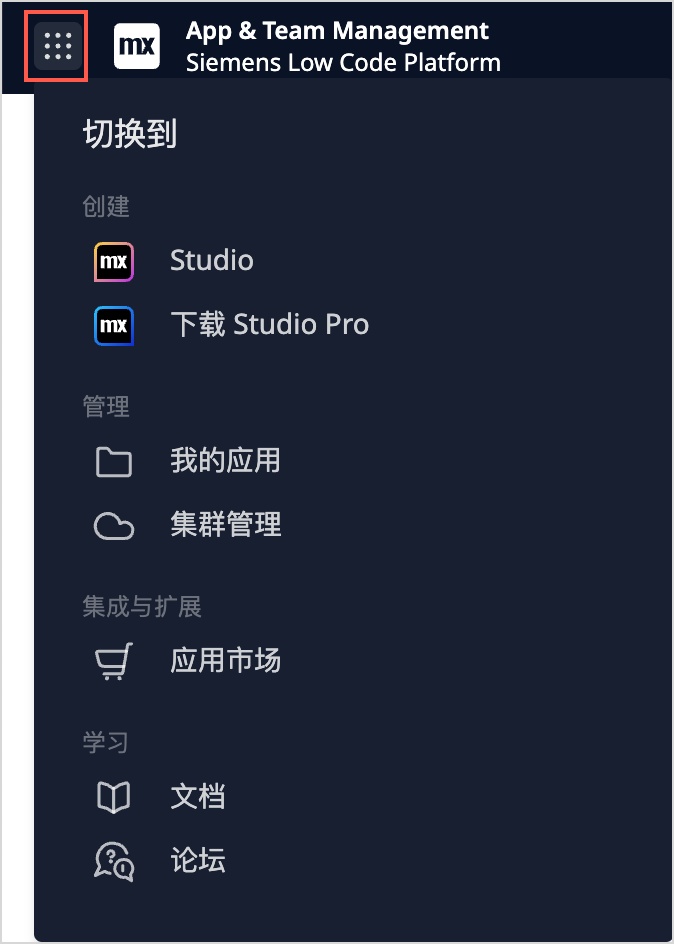 mx
App & Team Management
Siemens Low Code Platform
切换到
创建
mx Studio
mx 下载 Studio Pro
管理
我的应用
集群管理
集成与扩展
应用市场
学习
文档
论坛